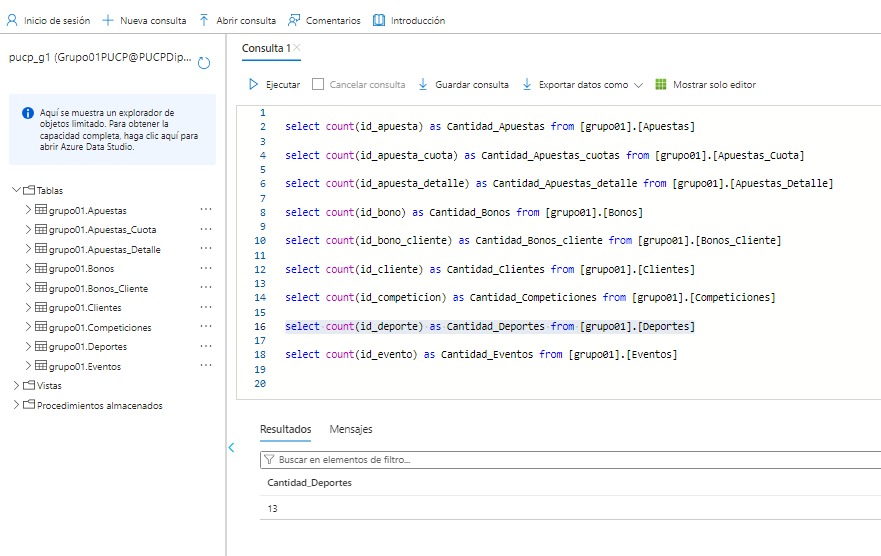 Inicio de sesión Nueva consulta Abrir consulta Comentarios Introducción
pucp_g1 (Grupo01PUCP@PUCPDip...
Aquí se muestra un explorador de
objetos limitado. Para obtener la
capacidad completa, haga clic aquí para
abrir Azure Data Studio.
Tablas
grupo01.Apuestas ...
grupo01.Apuestas_Cuota ...
grupo01.Apuestas_Detalle ...
grupo01.Bonos ...
grupo01.Bonos_Cliente ...
grupo01.Clientes ...
grupo01.Competiciones ...
grupo01.Deportes ...
grupo01.Eventos ...
Vistas
Procedimientos almacenados
Consulta 1
Ejecutar Cancelar consulta Guardar consulta Exportar datos como Mostrar solo editor
1
2 select count(id_apuesta) as Cantidad_Apuestas from [grupo01].[Apuestas]
3
4 select count(id_apuesta_cuota) as Cantidad_Apuestas_cuotas from [grupo01].[Apuestas_Cuota]
5
6 select count(id_apuesta_detalle) as Cantidad_Apuestas_detalle from [grupo01].[Apuestas_Detalle]
7
8 select count(id_bono) as Cantidad_Bonos from [grupo01].[Bonos]
9
10 select count(id_bono_cliente) as Cantidad_Bonos_cliente from [grupo01].[Bonos_Cliente]
11
12 select count(id_cliente) as Cantidad_Clientes from [grupo01].[Clientes]
13
14 select count(id_competicion) as Cantidad_Competiciones from [grupo01].[Competiciones]
15
16 select count(id_deporte) as Cantidad_Deportes from [grupo01].[Deportes]
17
18 select count(id_evento) as Cantidad_Eventos from [grupo01].[Eventos]
19
20
Resultados Mensajes
Buscar en elementos de filtro...
Cantidad_Deportes
13